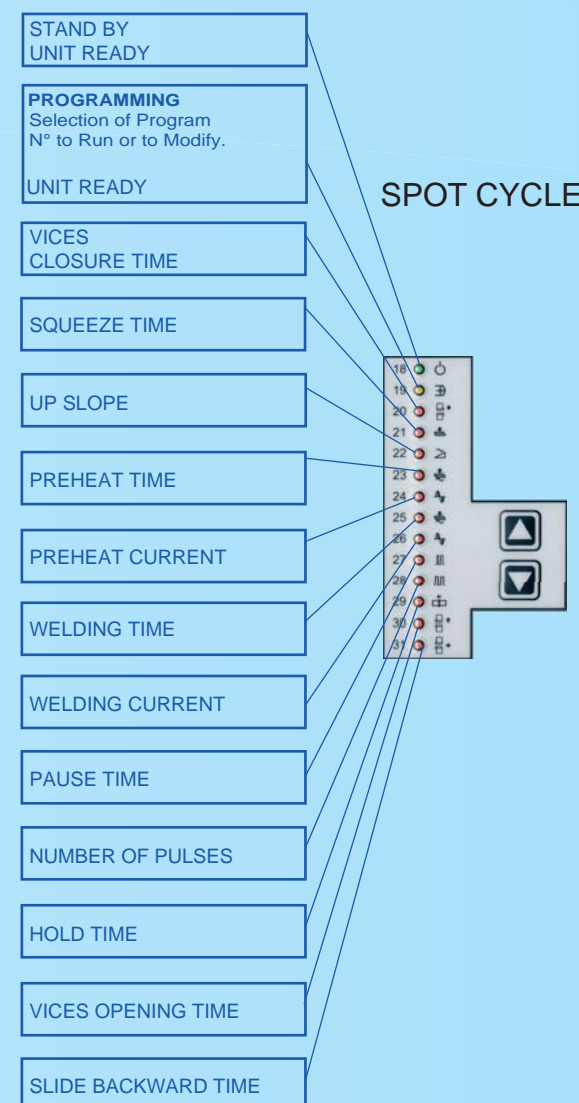 STAND BY
UNIT READY
PROGRAMMING
Selection of Program
N° to Run or to Modify.
UNIT READY
SPOT CYCLE
VICES
CLOSURE TIME
SQUEEZE TIME
UP SLOPE
PREHEAT TIME
PREHEAT CURRENT
WELDING TIME
WELDING CURRENT
PAUSE TIME
NUMBER OF PULSES
HOLD TIME
VICES OPENING TIME
SLIDE BACKWARD TIME
18
19
20
21
22
23
24
25
26
27
28
29
30
31